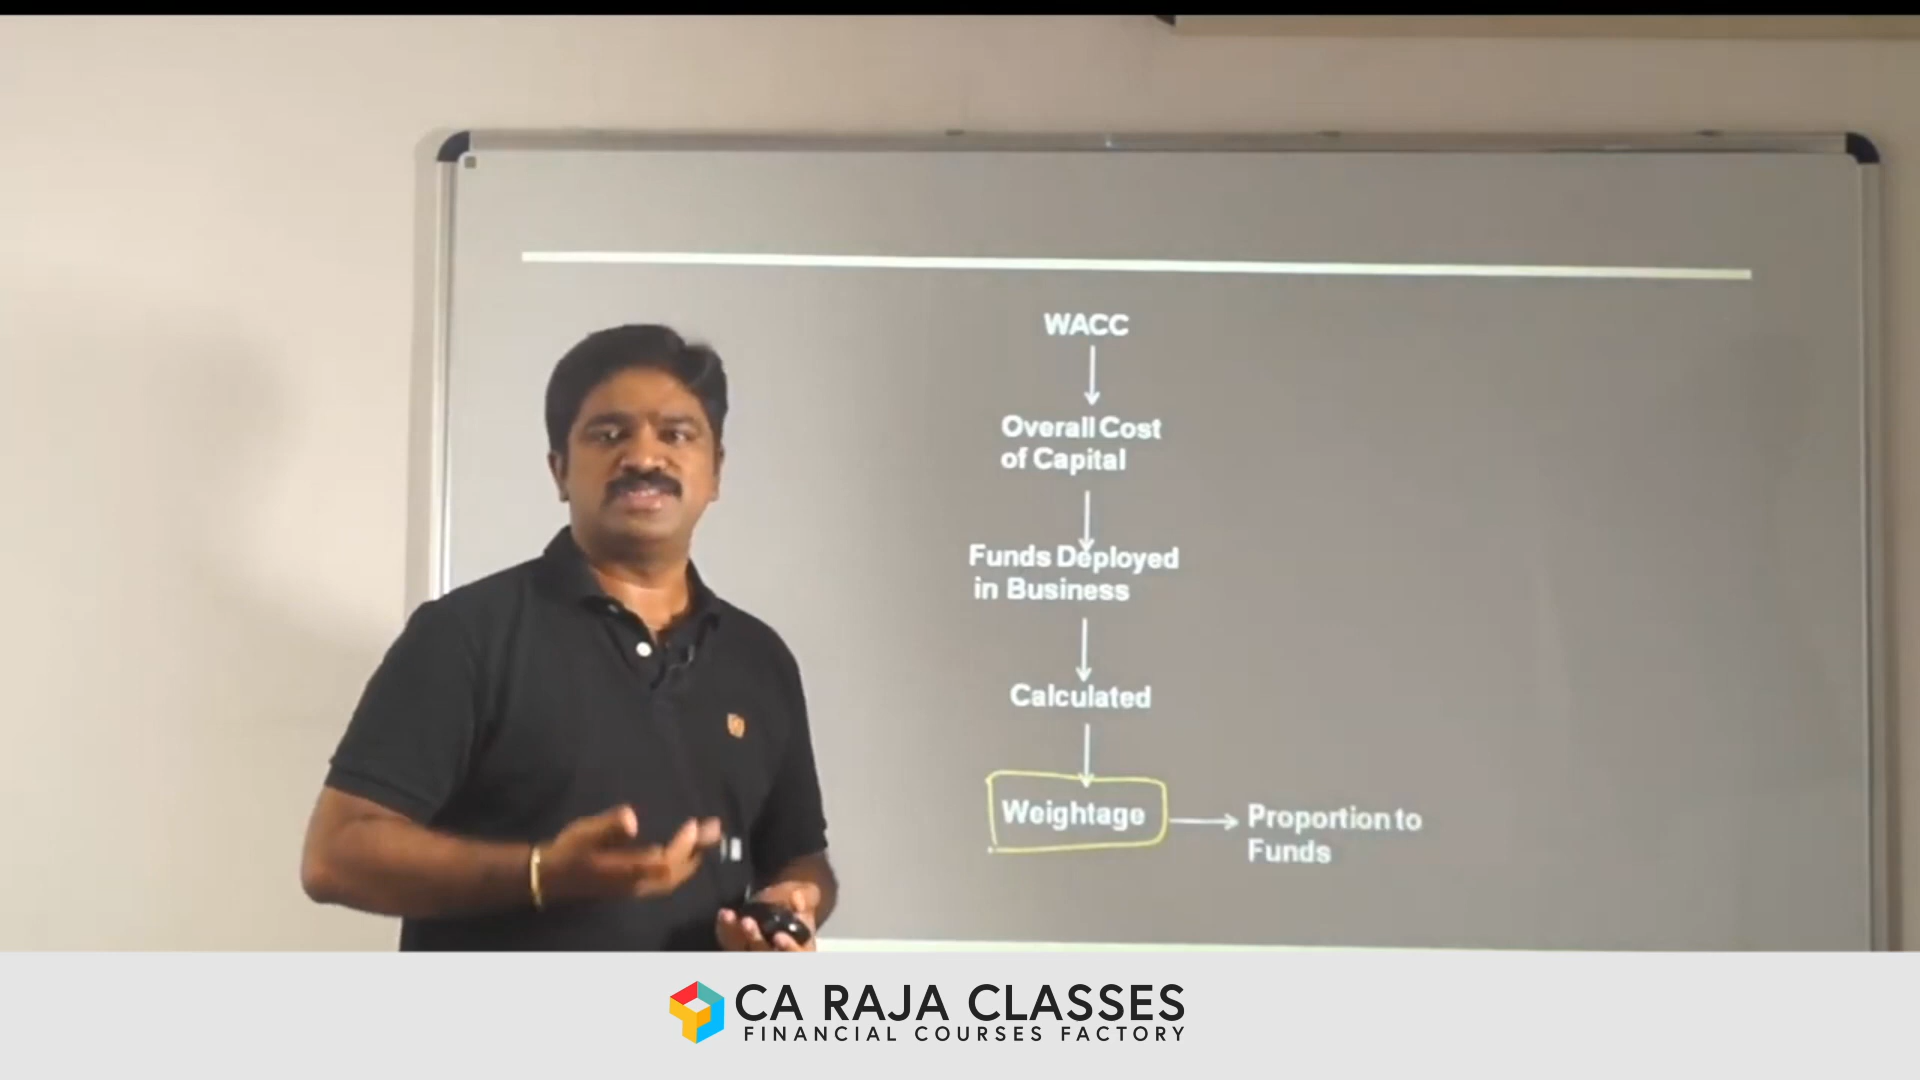 WACC
Overall Cost
of Capital
Funds Deployed
in Business
Calculated
Weightage
Proportion to
Funds
CA RAJA CLASSES
FINANCIAL COURSES FACTORY